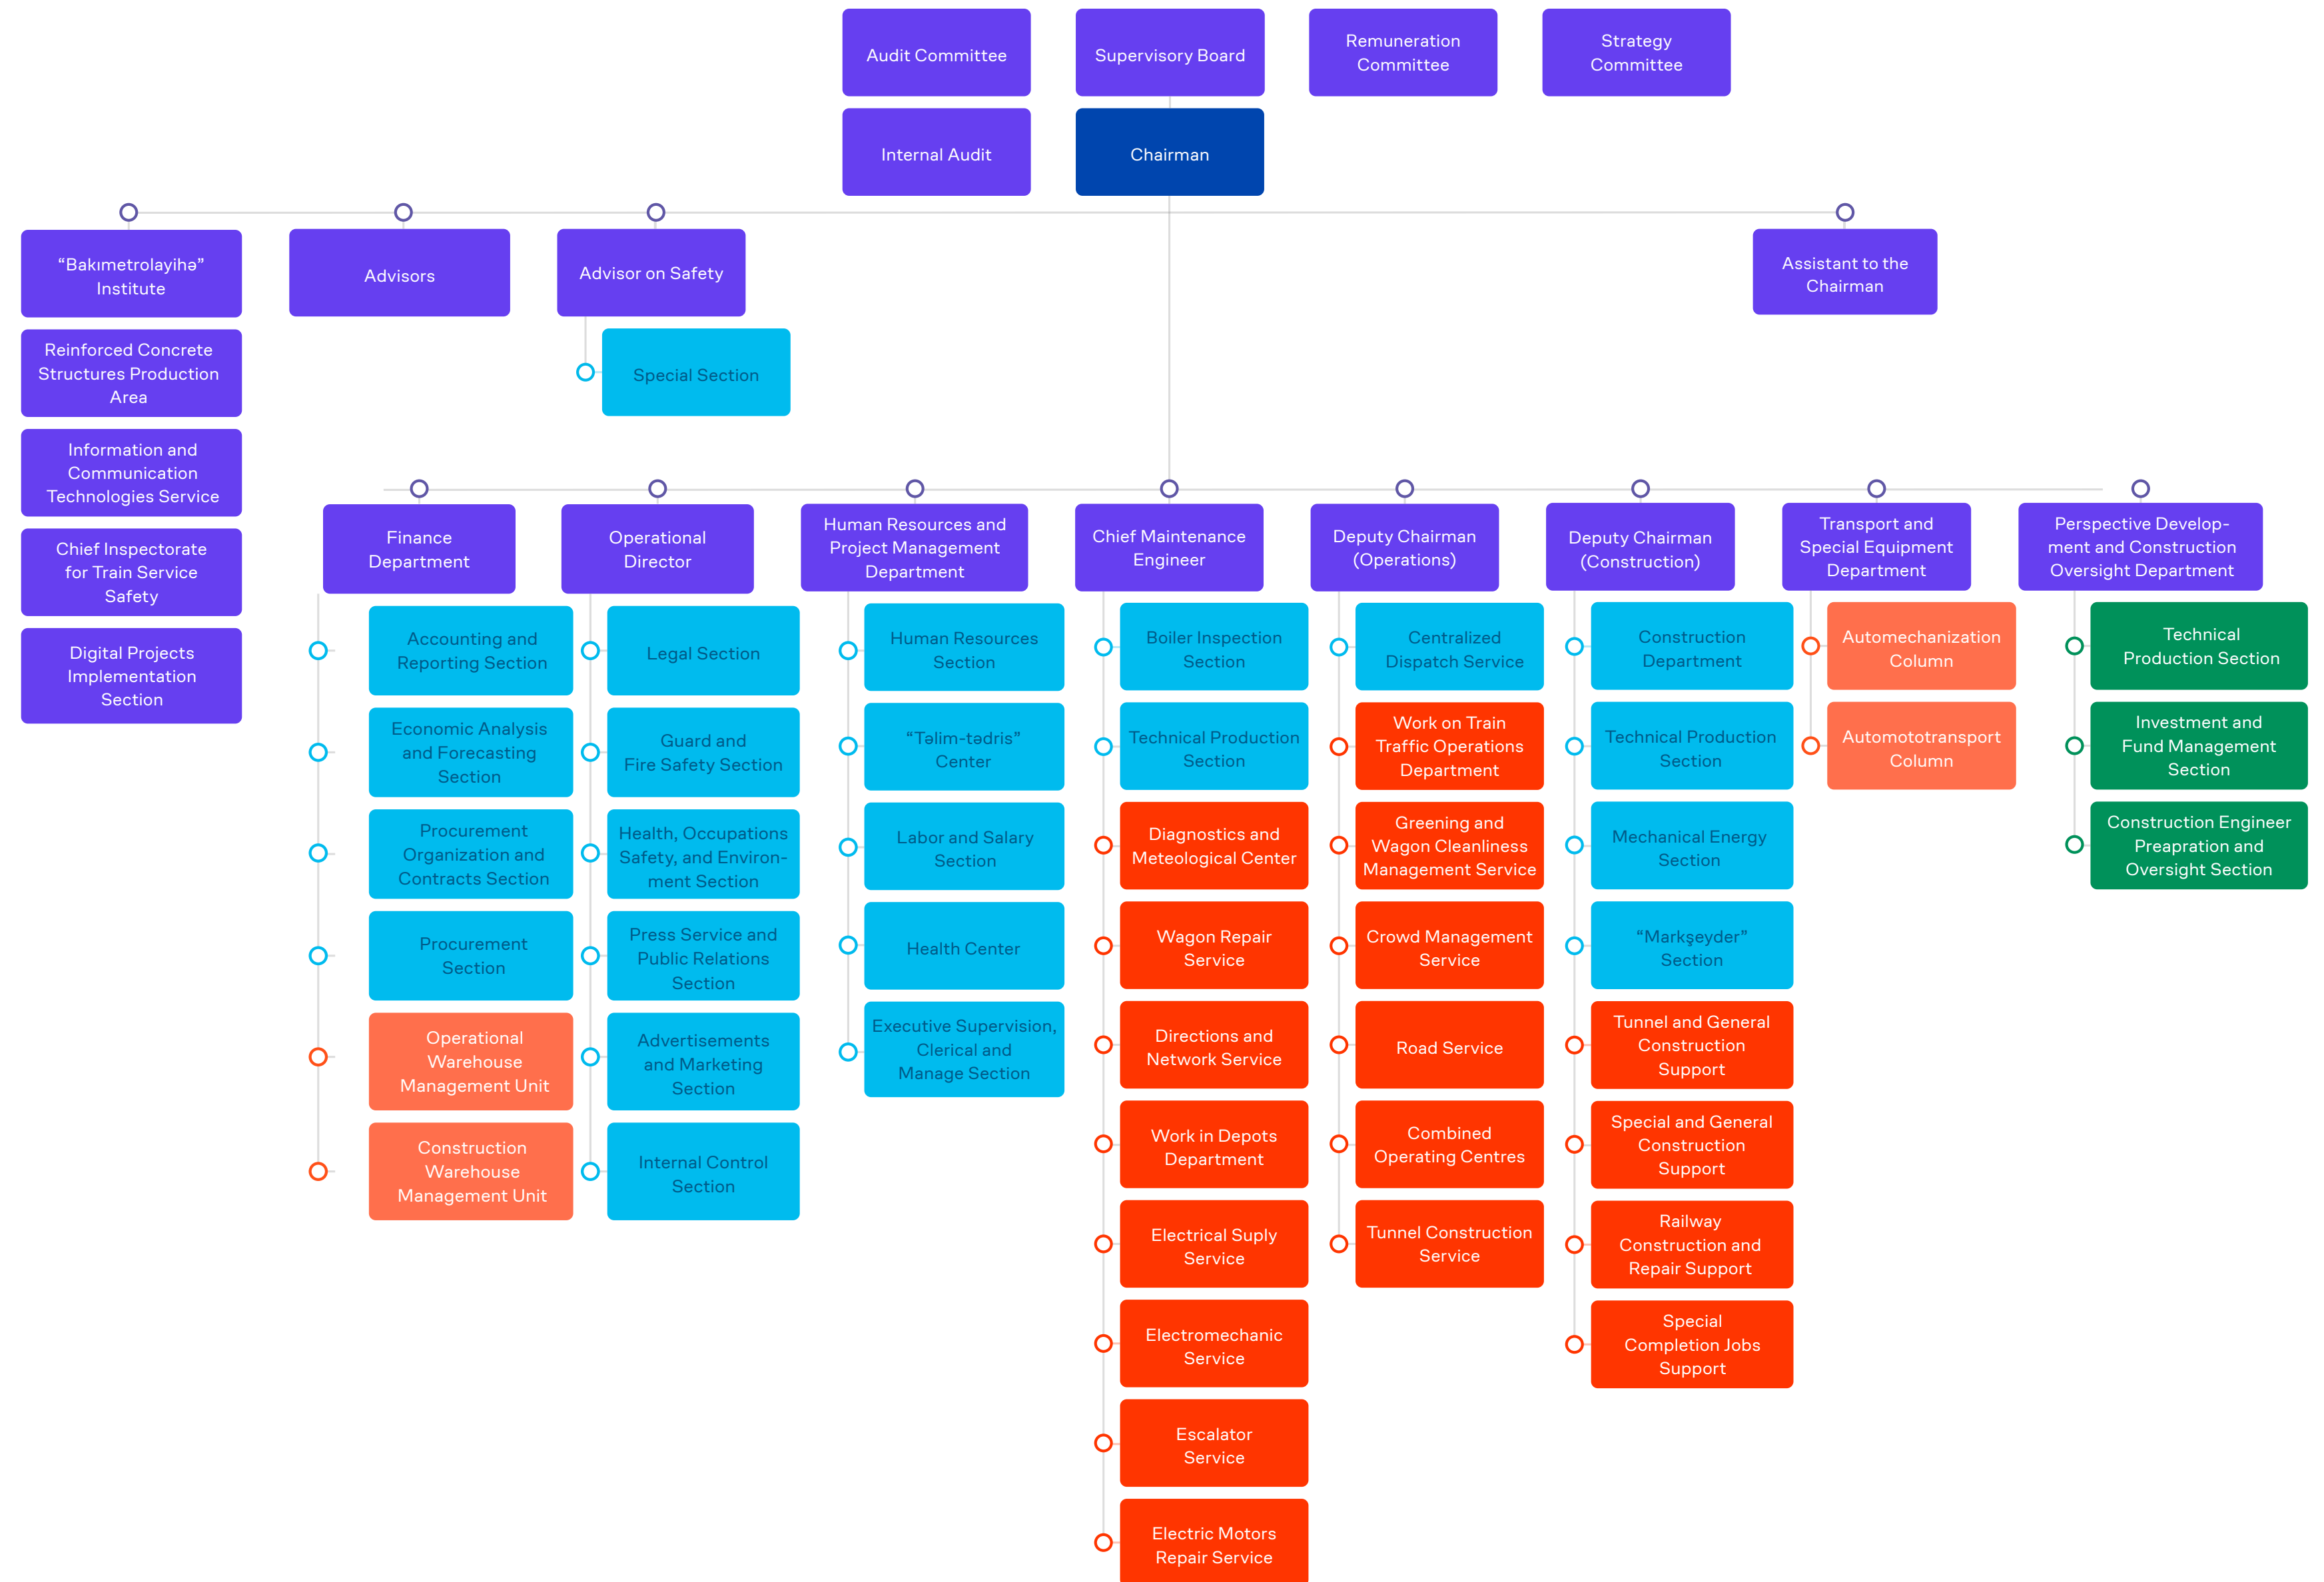 Audit Committee
Supervisory Board
Remuneration
Committee
Strategy
Committee
Internal Audit
Chairman
“Bakımetrolayihə”
Institute
Advisors
Advisor on Safety
Assistant to the
Chairman
Reinforced Concrete
Structures Production
Area
Special Section
Information and
Communication
Technologies Service
Chief Inspectorate
for Train Service
Safety
Digital Projects
Implementation
Section
Finance
Department
Accounting and
Reporting Section
Economic Analysis
and Forecasting
Section
Procurement
Organization and
Contracts Section
Procurement
Section
Operational
Warehouse
Management Unit
Construction
Warehouse
Management Unit
Operational
Director
Legal Section
Guard and
Fire Safety Section
Health, Occupations
Safety, and Environ-
ment Section
Press Service and
Public Relations
Section
Advertisements
and Marketing
Section
Internal Control
Section
Human Resources and
Project Management
Department
Human Resources
Section
“Təlim-tədris”
Center
Labor and Salary
Section
Health Center
Executive Supervision,
Clerical and
Manage Section
Chief Maintenance
Engineer
Boiler Inspection
Section
Technical Production
Section
Diagnostics and
Meteological Center
Wagon Repair
Service
Directions and
Network Service
Work in Depots
Department
Electrical Suply
Service
Electromechanic
Service
Escalator
Service
Electric Motors
Repair Service
Deputy Chairman
(Operations)
Centralized
Dispatch Service
Work on Train
Traffic Operations
Department
Greening and
Wagon Cleanliness
Management Service
Crowd Management
Service
Road Service
Combined
Operating Centres
Tunnel Construction
Service
Deputy Chairman
(Construction)
Construction
Department
Technical Production
Section
Mechanical Energy
Section
“Markşeyder”
Section
Tunnel and General
Construction
Support
Special and General
Construction
Support
Railway
Construction and
Repair Support
Special
Completion Jobs
Support
Transport and
Special Equipment
Department
Automechanization
Column
Automototransport
Column
Perspective Develop-
ment and Construction
Oversight Department
Technical
Production Section
Investment and
Fund Management
Section
Construction Engineer
Preapration and
Oversight Section